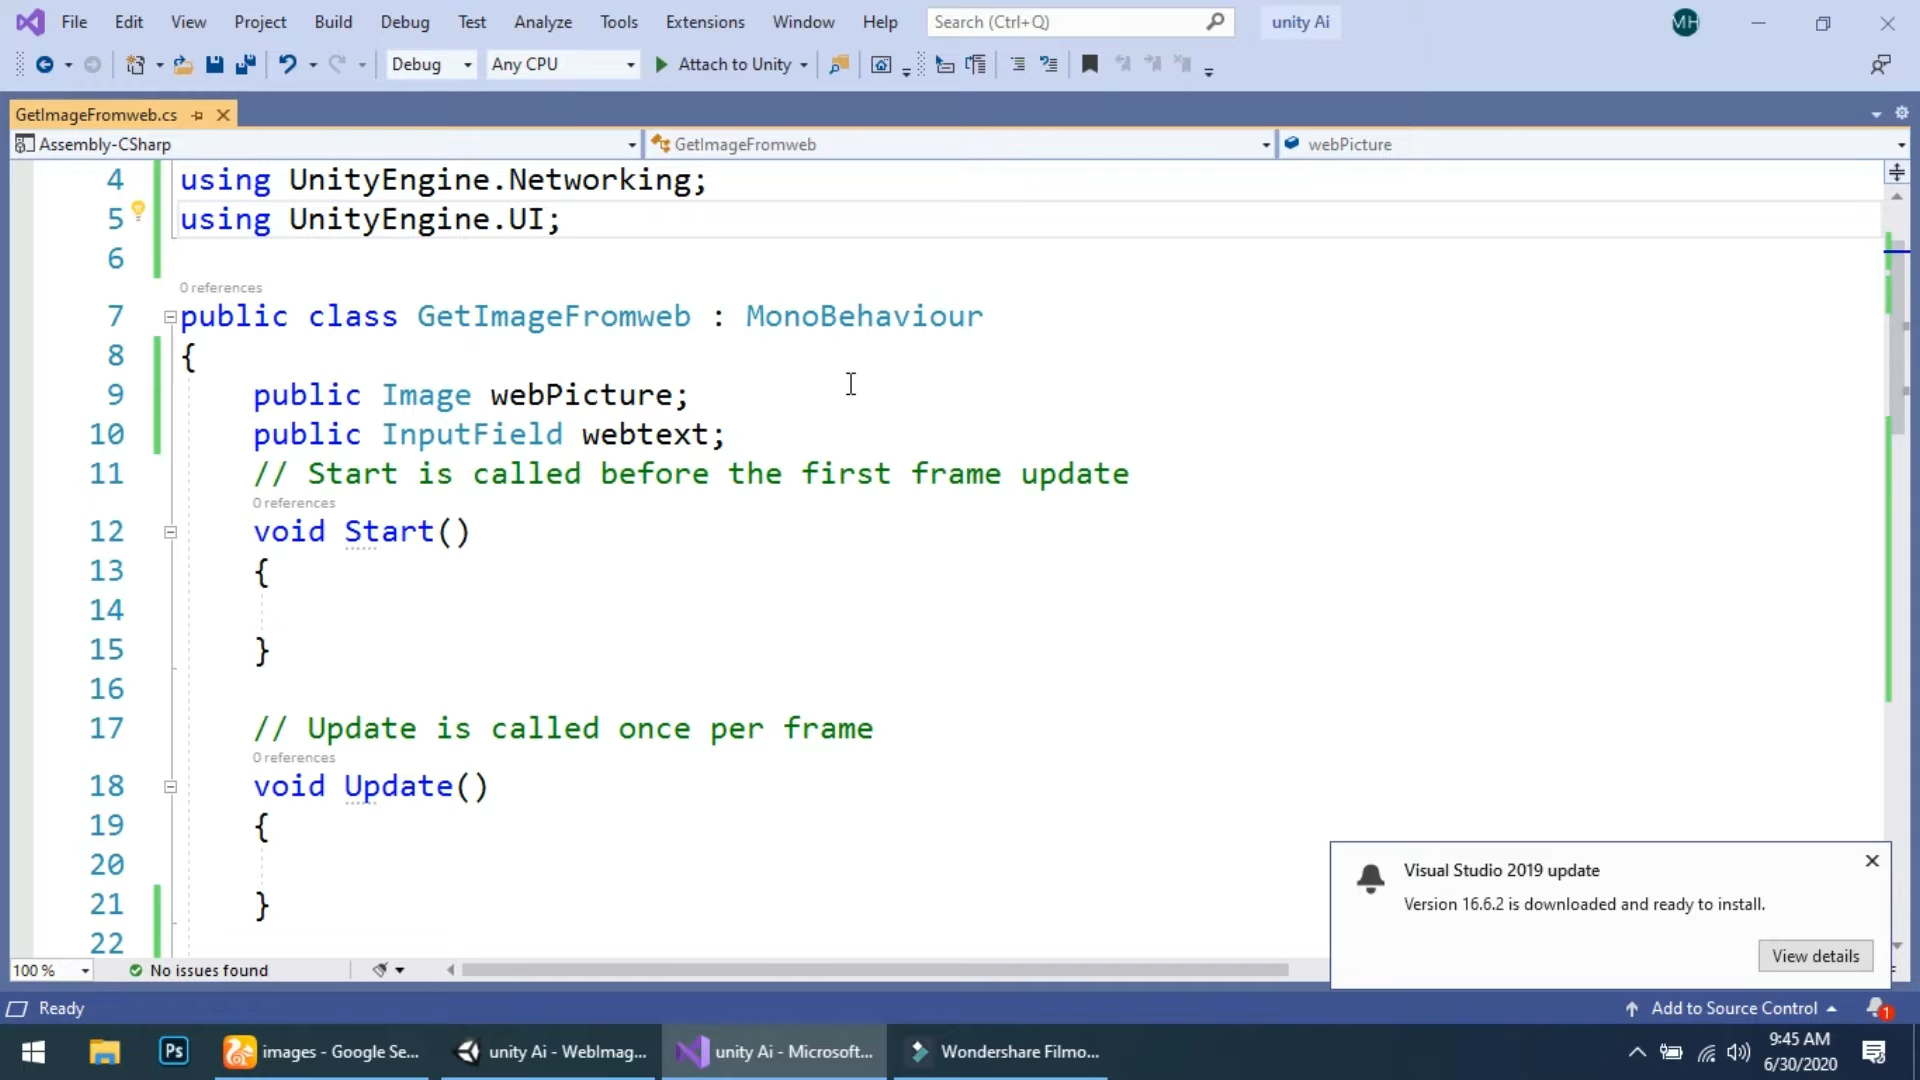 File Edit View Project Build Debug Test Analyze Tools Extensions Window Help Search (Ctrl+Q) unity Ai MH
Debug Any CPU Attach to Unity
GetImageFromweb.cs
Assembly-CSharp GetImageFromweb webPicture
4 using UnityEngine.Networking;
5 using UnityEngine.UI;
6
0 references
7 public class GetImageFromweb : MonoBehaviour
8 {
9 public Image webPicture;
10 public InputField webtext;
11 // Start is called before the first frame update
0 references
12 void Start()
13 {
14
15 }
16
17 // Update is called once per frame
0 references
18 void Update()
19 {
20
21 }
22
Visual Studio 2019 update
Version 16.6.2 is downloaded and ready to install.
View details
100 % No issues found
Ready Add to Source Control 1
Ps images - Google Se... unity Ai - WebImag... unity Ai - Microsoft... Wondershare Filmo... 9:45 AM
6/30/2020